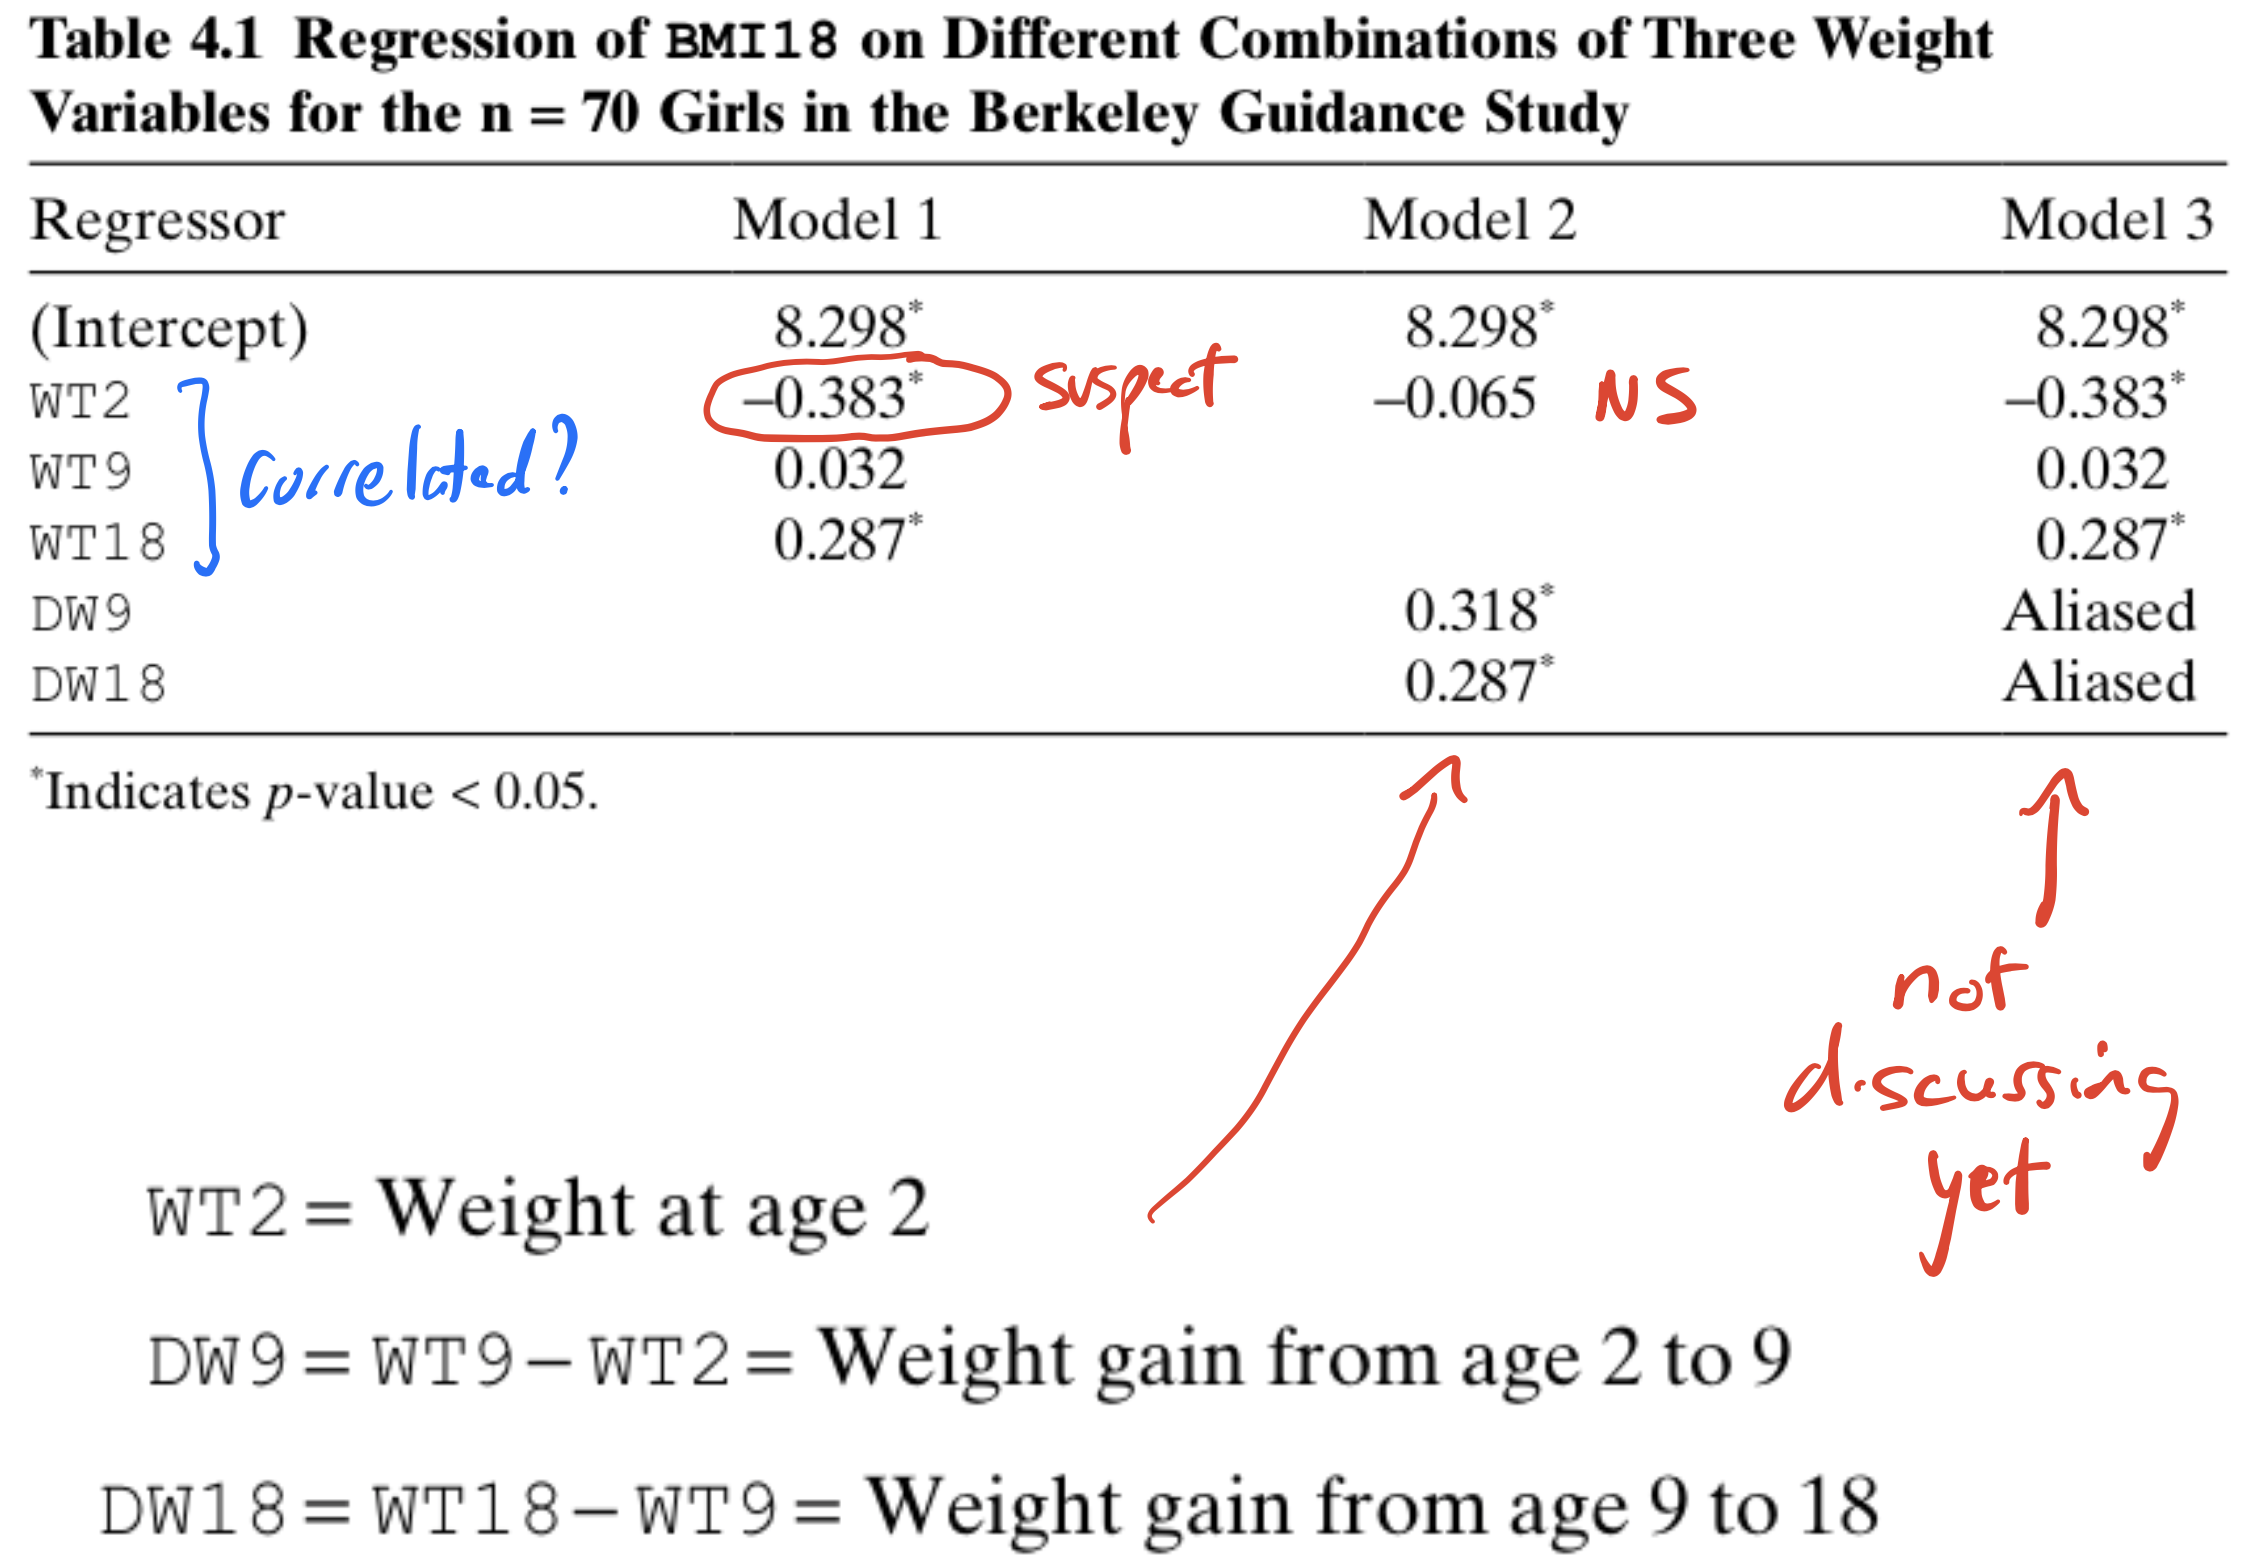 Table 4.1 Regression of BMI18 on Different Combinations of Three Weight
Variables for the n = 70 Girls in the Berkeley Guidance Study
Regressor Model 1 Model 2 Model 3
(Intercept) 8.298* 8.298* 8.298*
WT2 –0.383* suspect –0.065 NS –0.383*
WT9 correlated? 0.032 0.032
WT18 0.287* 0.287*
DW9 0.318* Aliased
DW18 0.287* Aliased
*Indicates p-value < 0.05.
not
discussing
yet
WT2 = Weight at age 2
DW9 = WT9 – WT2 = Weight gain from age 2 to 9
DW18 = WT18 – WT9 = Weight gain from age 9 to 18